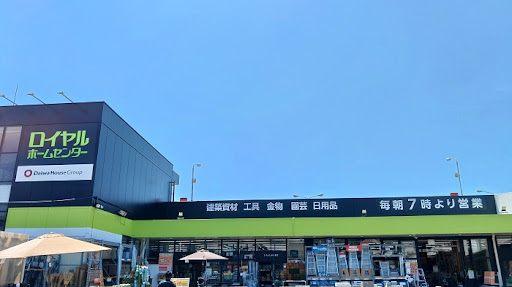 ロイヤル
ホームセンター
Daiwa House Group
建築資材 工具 金物 園芸 日用品
毎朝7時より営業